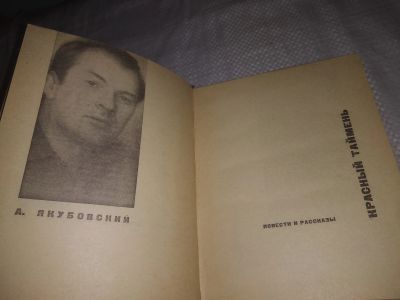 А. ЯКУБОВСКИЙ
КРАСНЫЙ ТАЙМЕНЬ
ПОВЕСТИ И РАССКАЗЫ